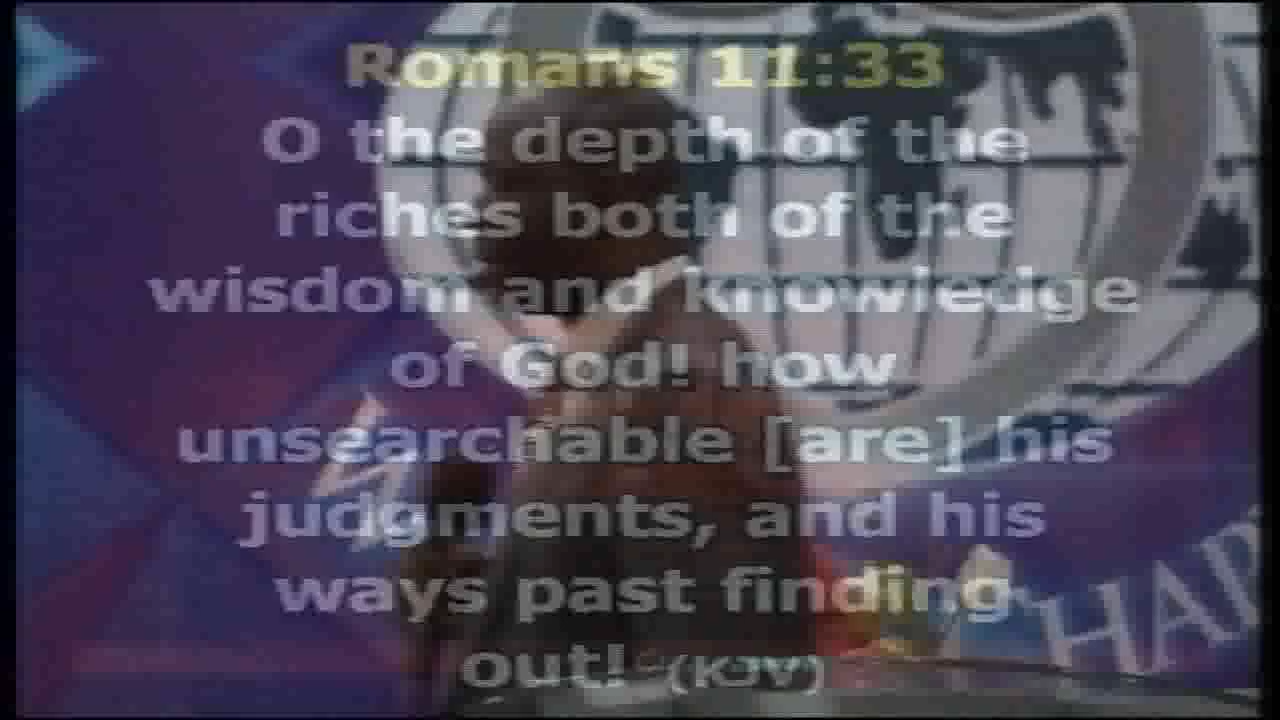 Romans 11:33
O the depth of the
riches both of the
wisdom and knowledge
of God! how
unsearchable [are] his
judgments, and his
ways past finding
out! (KJV)
HAP